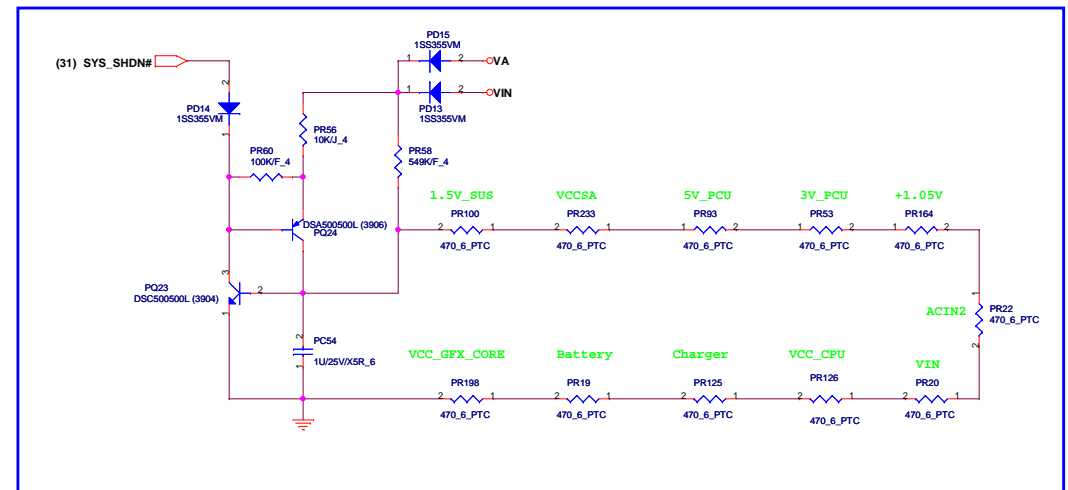 PD15
1SS355VM
1 2 VA
(31) SYS_SHDN#
2
1 2 VIN
PD14
1SS355VM
PD13
1SS355VM
1
PR56
10K/J_4
PR60
100K/F_4
PR58
549K/F_4
1.5V_SUS VCCSA 5V_PCU 3V_PCU +1.05V
PR100 PR233 PR93 PR53 PR164
DSA500500L (3906)
PQ24
2 1 2 1 1 2 1 2 1 2
470_6_PTC 470_6_PTC 470_6_PTC 470_6_PTC 470_6_PTC
3
PQ23
DSC500500L (3904)
2
1
1
PR22
470_6_PTC
ACIN2
2
2
PC54
1U/25V/X5R_6
1
VCC_GFX_CORE Battery Charger VCC_CPU VIN
PR198 PR19 PR125 PR126 PR20
2 1 2 1 2 1 2 1 2 1
470_6_PTC 470_6_PTC 470_6_PTC 470_6_PTC 470_6_PTC